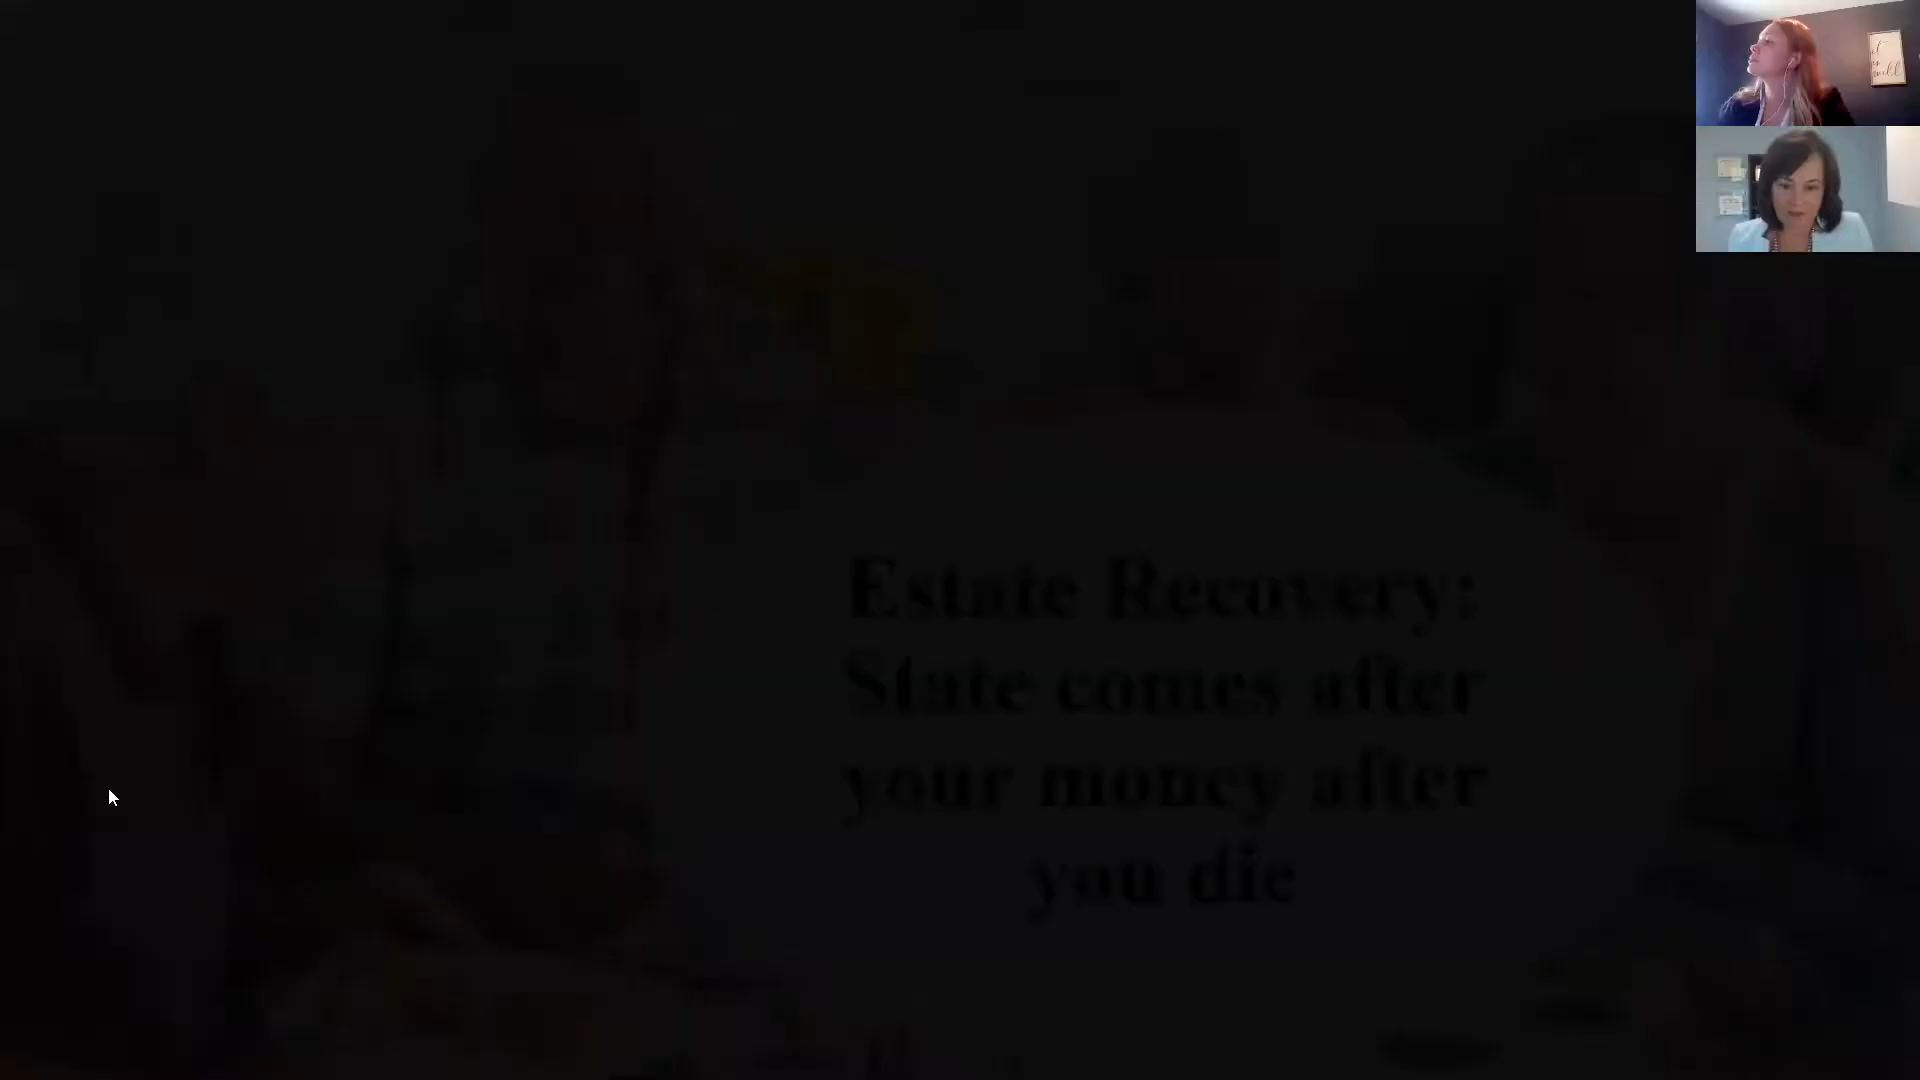 Estate Recovery:
State comes after
your money after
you die